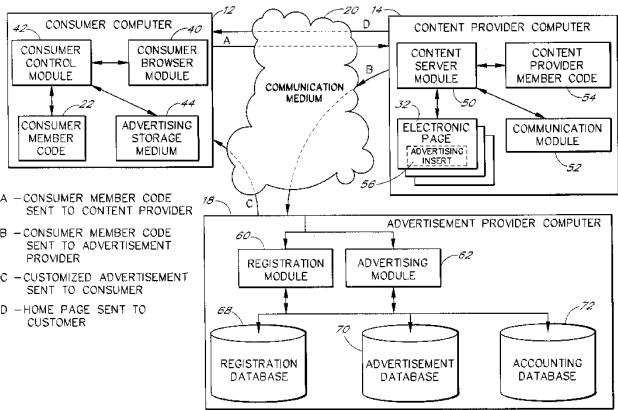 CONSUMER COMPUTER
12
42
CONSUMER
CONTROL
MODULE
40
CONSUMER
BROWSER
MODULE
22
CONSUMER
MEMBER
CODE
44
ADVERTISING
STORAGE
MEDIUM
20
D
A
B
C
COMMUNICATION
MEDIUM
14
CONTENT PROVIDER COMPUTER
CONTENT
SERVER
MODULE
50
CONTENT
PROVIDER
MEMBER CODE
54
32
ELECTRONIC
PAGE
ADVERTISING
INSERT
56
COMMUNICATION
MODULE
52
A – CONSUMER MEMBER CODE
SENT TO CONTENT PROVIDER
B – CONSUMER MEMBER CODE
SENT TO ADVERTISEMENT
PROVIDER
C – CUSTOMIZED ADVERTISEMENT
SENT TO CONSUMER
D – HOME PAGE SENT TO
CUSTOMER
18
ADVERTISEMENT PROVIDER COMPUTER
60
REGISTRATION
MODULE
ADVERTISING
MODULE
62
68
REGISTRATION
DATABASE
70
ADVERTISEMENT
DATABASE
72
ACCOUNTING
DATABASE